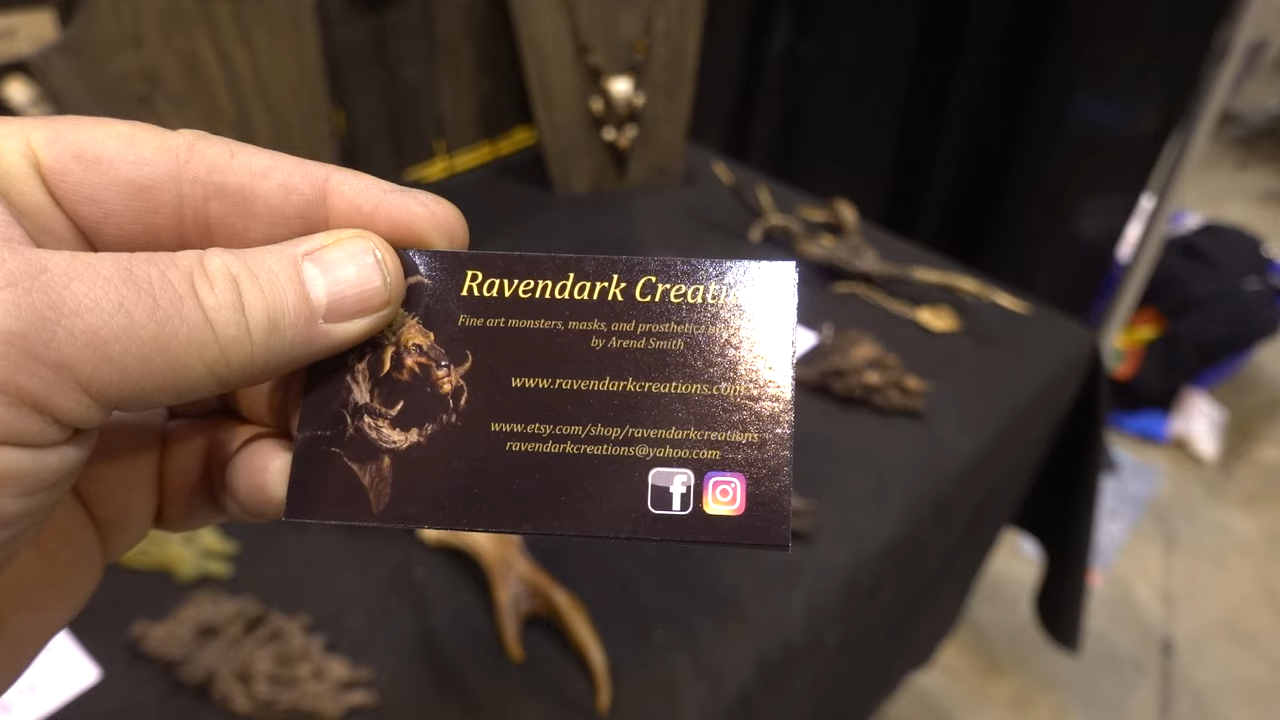 Ravendark Creati
Fine art monsters, masks, and prosthetics
by Arend Smith
www.ravendarkcreations.com
www.etsy.com/shop/ravendarkcreations
ravendarkcreations@yahoo.com
f